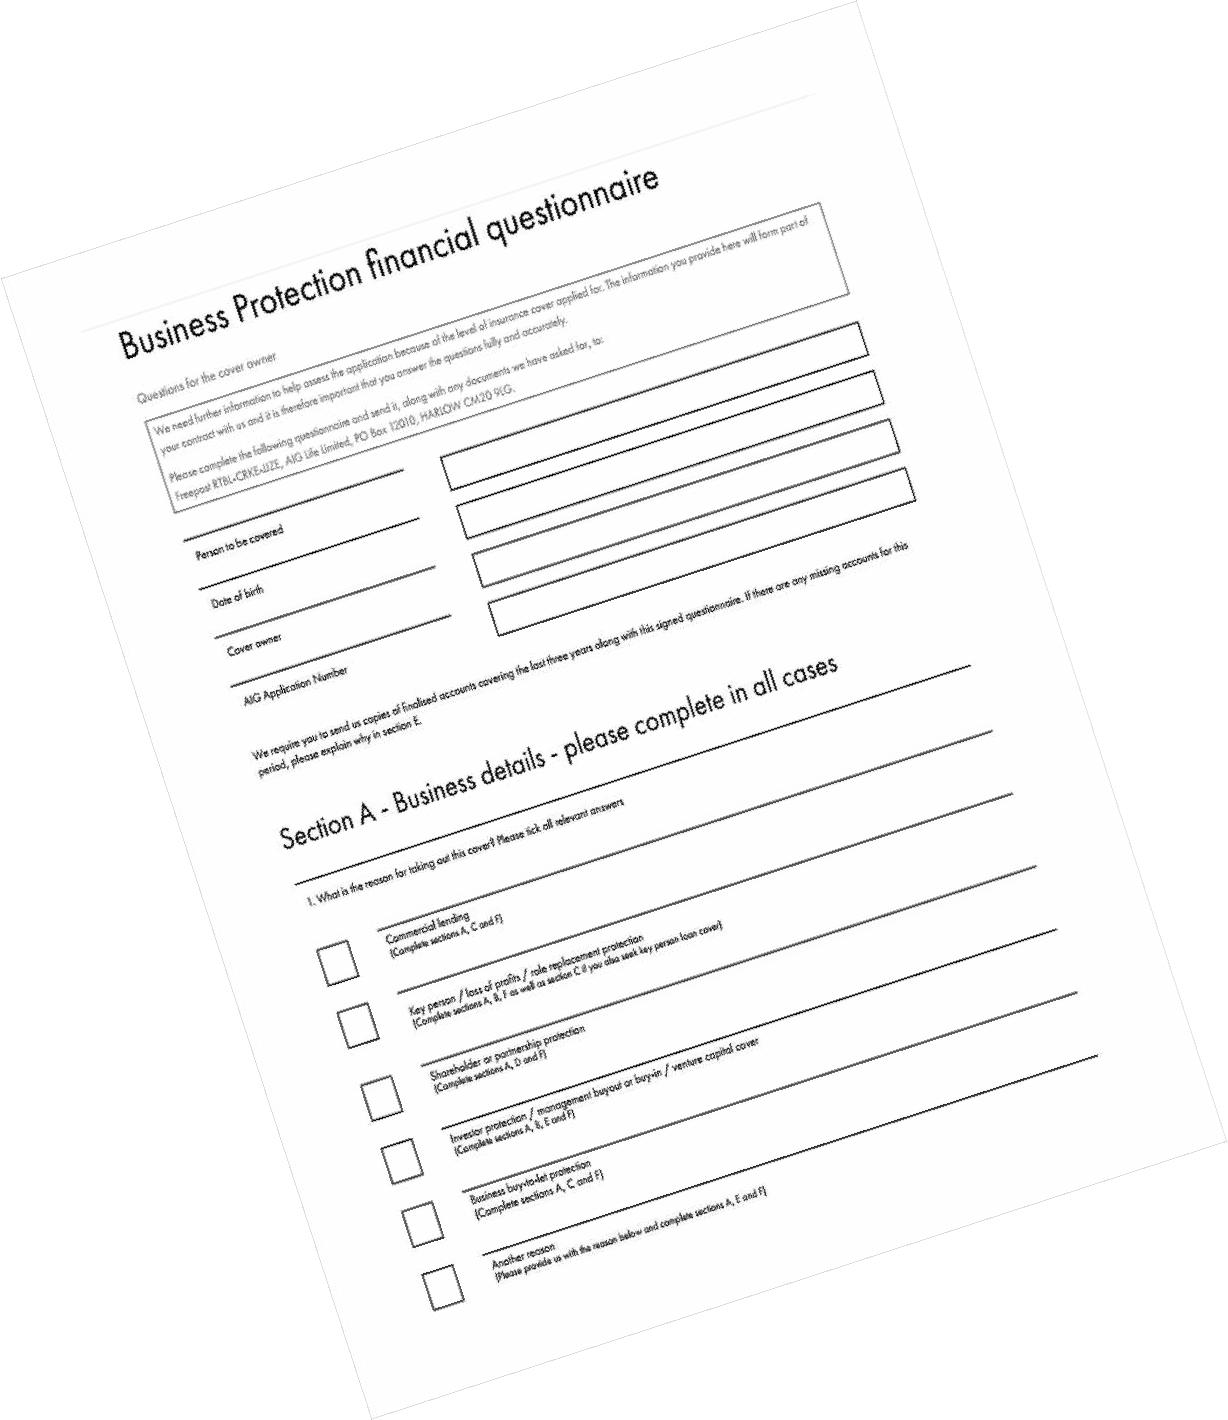 Business Protection financial questionnaire
Questions for the cover owner
We need further information to help assess the application because of the level of insurance cover applied for. The information you provide here will form part of
your contract with us and it is therefore important that you answer the questions fully and accurately.
Please complete the following questionnaire and send it, along with any documents we have asked for, to:
Freepost RTBL-CRKE-UJZE, AIG Life Limited, PO Box 12010, HARLOW CM20 9LG.
Person to be covered
Date of birth
Cover owner
AIG Application Number
We require you to send us copies of finalised accounts covering the last three years along with this signed questionnaire. If there are any missing accounts for this
period, please explain why in section E.
Section A - Business details - please complete in all cases
1. What is the reason for taking out this cover? Please tick all relevant answers
Commercial lending
(Complete sections A, C and F)
Key person / loss of profits / role replacement protection
(Complete sections A, B, F as well as section C if you also seek key person loan cover)
Shareholder or partnership protection
(Complete sections A, D and F)
Investor protection / management buyout or buy-in / venture capital cover
(Complete sections A, B, E and F)
Business buy-to-let protection
(Complete sections A, C and F)
Another reason
(Please provide us with the reason below and complete sections A, E and F)